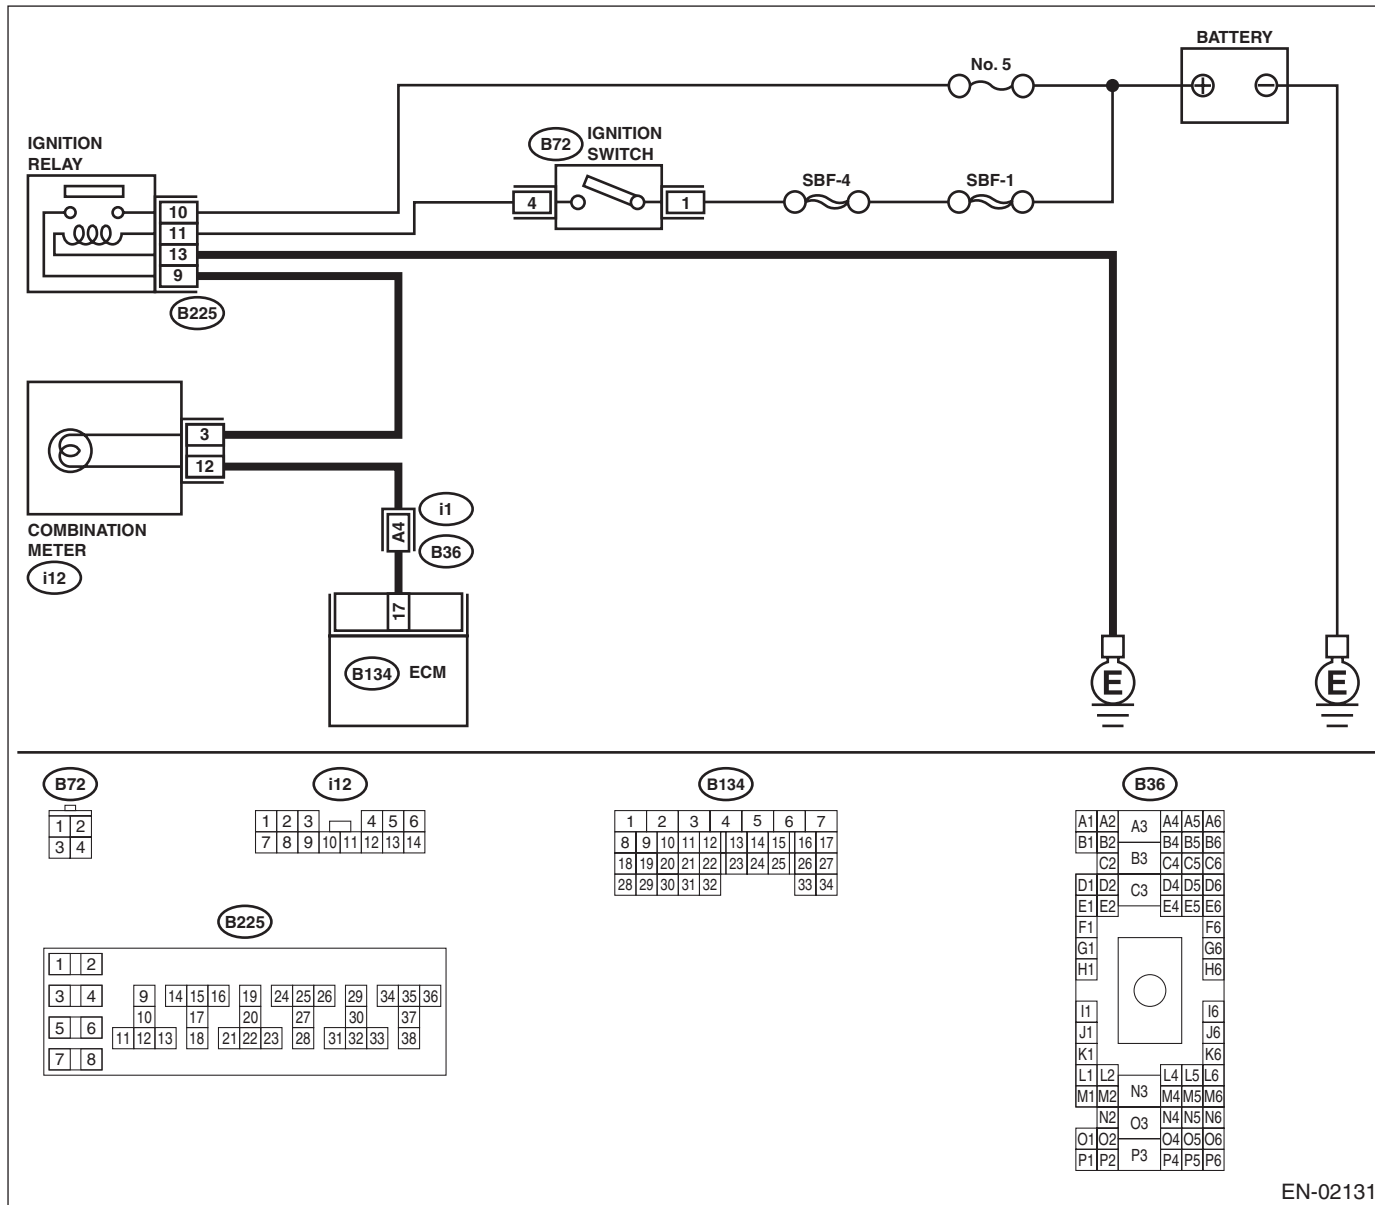 BATTERY
No. 5
IGNITION
RELAY
B72
IGNITION
SWITCH
SBF-4
SBF-1
4
1
10
11
13
9
B225
3
12
COMBINATION
METER
i12
i1
A4
B36
17
B134 ECM
E
E
B72
1 2
3 4
i12
1 2 3 4 5 6
7 8 9 10 11 12 13 14
B134
1 2 3 4 5 6 7
8 9 10 11 12 13 14 15 16 17
18 19 20 21 22 23 24 25 26 27
28 29 30 31 32 33 34
B225
1 2
3 4 9 14 15 16 19 24 25 26 29 34 35 36
10 17 20 27 30 37
5 6 11 12 13 18 21 22 23 28 31 32 33 38
7 8
B36
A1 A2 A3 A4 A5 A6
B1 B2 B4 B5 B6
C2 B3 C4 C5 C6
D1 D2 C3 D4 D5 D6
E1 E2 E4 E5 E6
F1 F6
G1 G6
H1 H6
I1 I6
J1 J6
K1 K6
L1 L2 L4 L5 L6
M1 M2 N3 M4 M5 M6
N2 O3 N4 N5 N6
O1 O2 O4 O5 O6
P1 P2 P3 P4 P5 P6
EN-02131